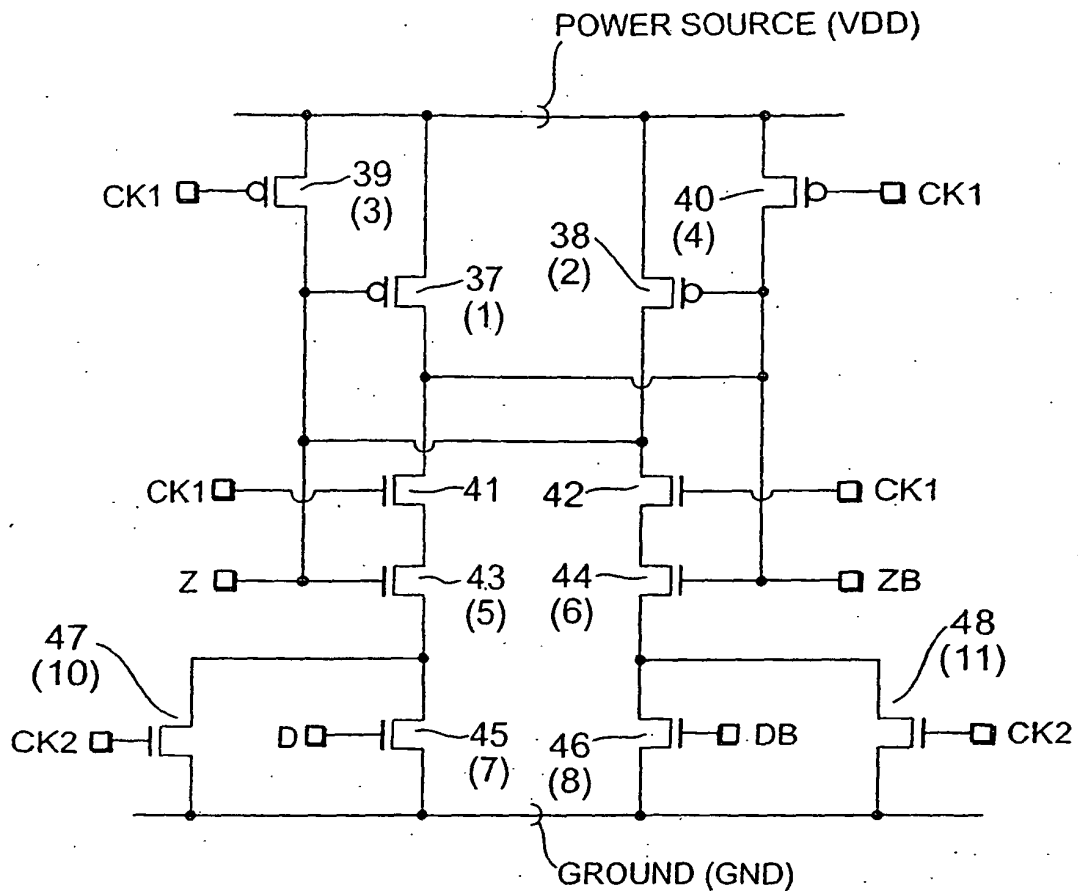 POWER SOURCE (VDD)
CK1
39
(3)
40
(4)
CK1
38
(2)
37
(1)
CK1
41
42
CK1
Z
43
(5)
44
(6)
ZB
47
(10)
48
(11)
CK2
D
45
(7)
46
(8)
DB
CK2
GROUND (GND)